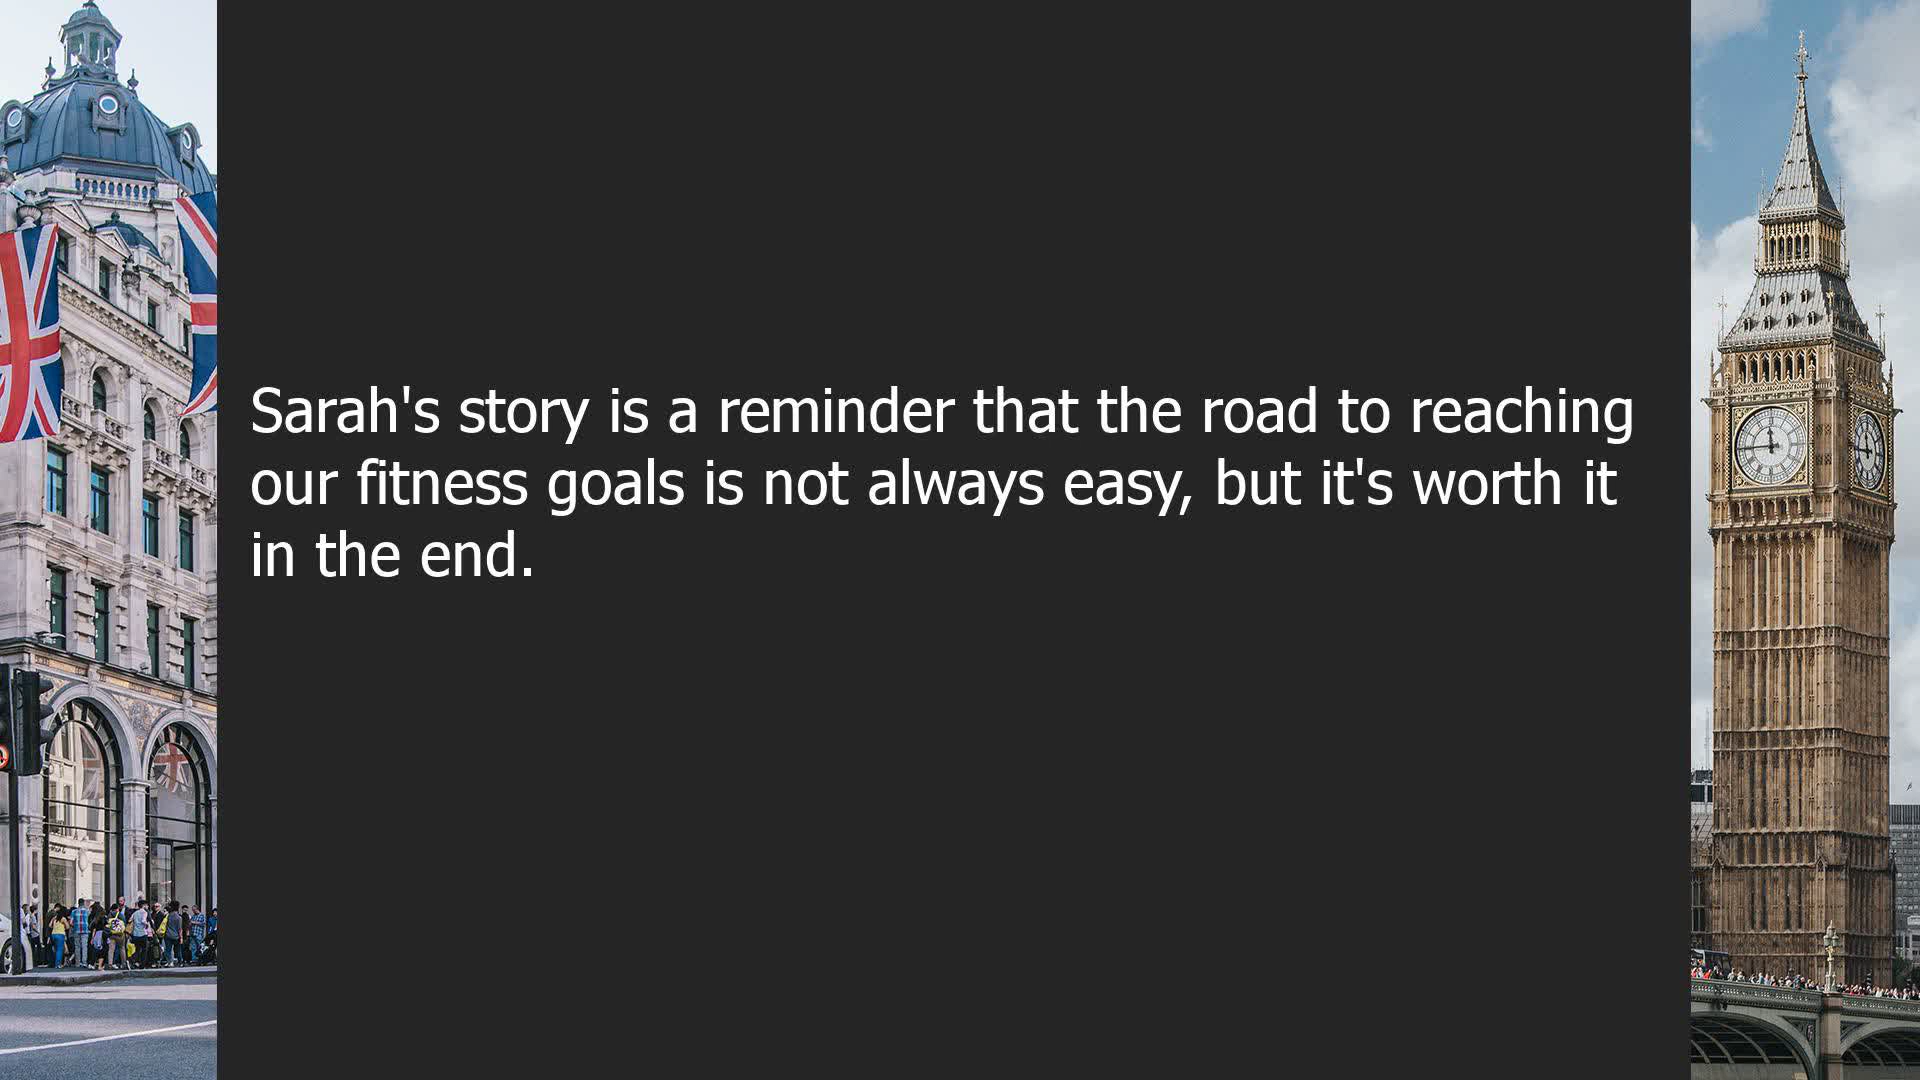 Sarah's story is a reminder that the road to reaching
our fitness goals is not always easy, but it's worth it
in the end.